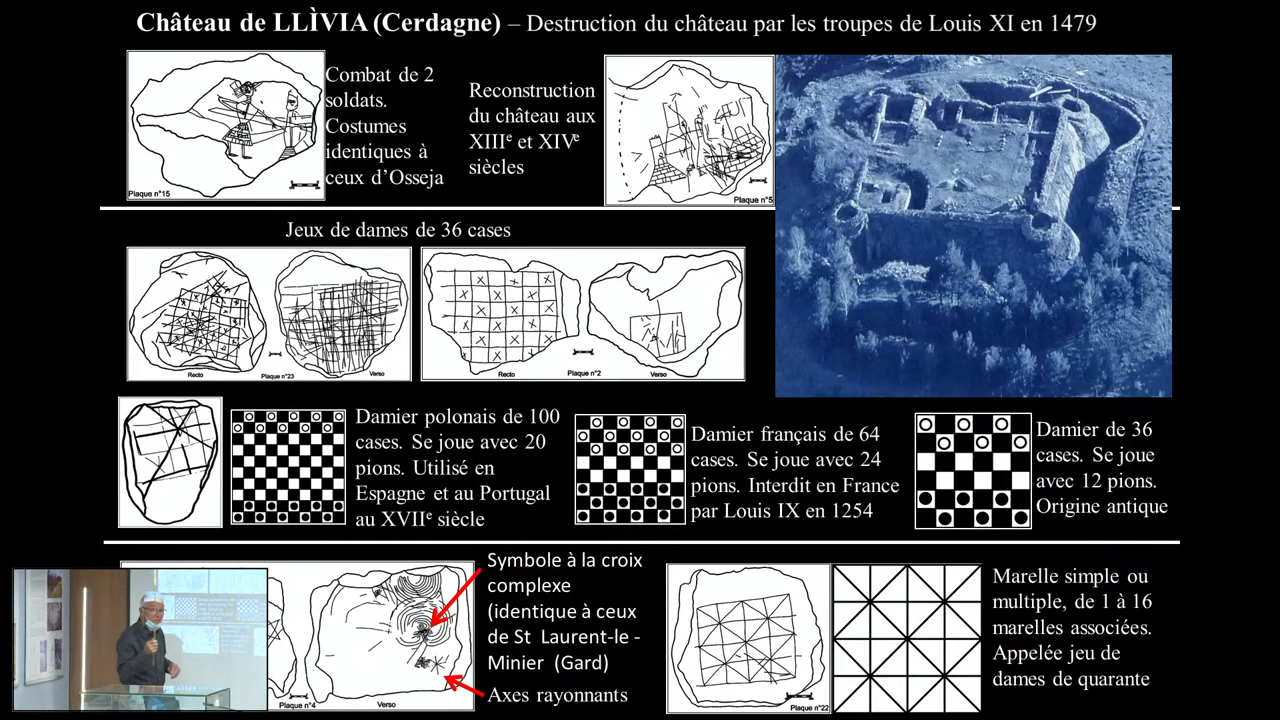 Château de LLÌVIA (Cerdagne) – Destruction du château par les troupes de Louis XI en 1479
Combat de 2
soldats.
Costumes
identiques à
ceux d’Osseja
Plaque n°15
Reconstruction
du château aux
XIIIe et XIVe
siècles
Plaque n°5
Jeux de dames de 36 cases
Recto
Plaque n°23
Verso
Recto
Plaque n°2
Verso
Damier polonais de 100
cases. Se joue avec 20
pions. Utilisé en
Espagne et au Portugal
au XVIIe siècle
Damier français de 64
cases. Se joue avec 24
pions. Interdit en France
par Louis IX en 1254
Damier de 36
cases. Se joue
avec 12 pions.
Origine antique
Symbole à la croix
complexe
(identique à ceux
de St Laurent-le -
Minier (Gard)
Axes rayonnants
Plaque n°4
Verso
Plaque n°22
Marelle simple ou
multiple, de 1 à 16
marelles associées.
Appelée jeu de
dames de quarante